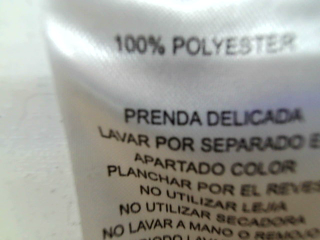 100% POLYESTER
PRENDA DELICADA
LAVAR POR SEPARADO E
APARTADO COLOR
PLANCHAR POR EL REVES
NO UTILIZAR LEJIA
NO UTILIZAR SECADORA
NO LAVAR A MANO O REMOJO